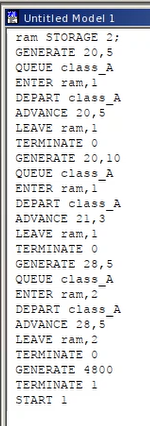 Untitled Model 1
ram STORAGE 2;
GENERATE 20,5
QUEUE class_A
ENTER ram,1
DEPART class_A
ADVANCE 20,5
LEAVE ram,1
TERMINATE 0
GENERATE 20,10
QUEUE class_A
ENTER ram,1
DEPART class_A
ADVANCE 21,3
LEAVE ram,1
TERMINATE 0
GENERATE 28,5
QUEUE class_A
ENTER ram,2
DEPART class_A
ADVANCE 28,5
LEAVE ram,2
TERMINATE 0
GENERATE 4800
TERMINATE 1
START 1